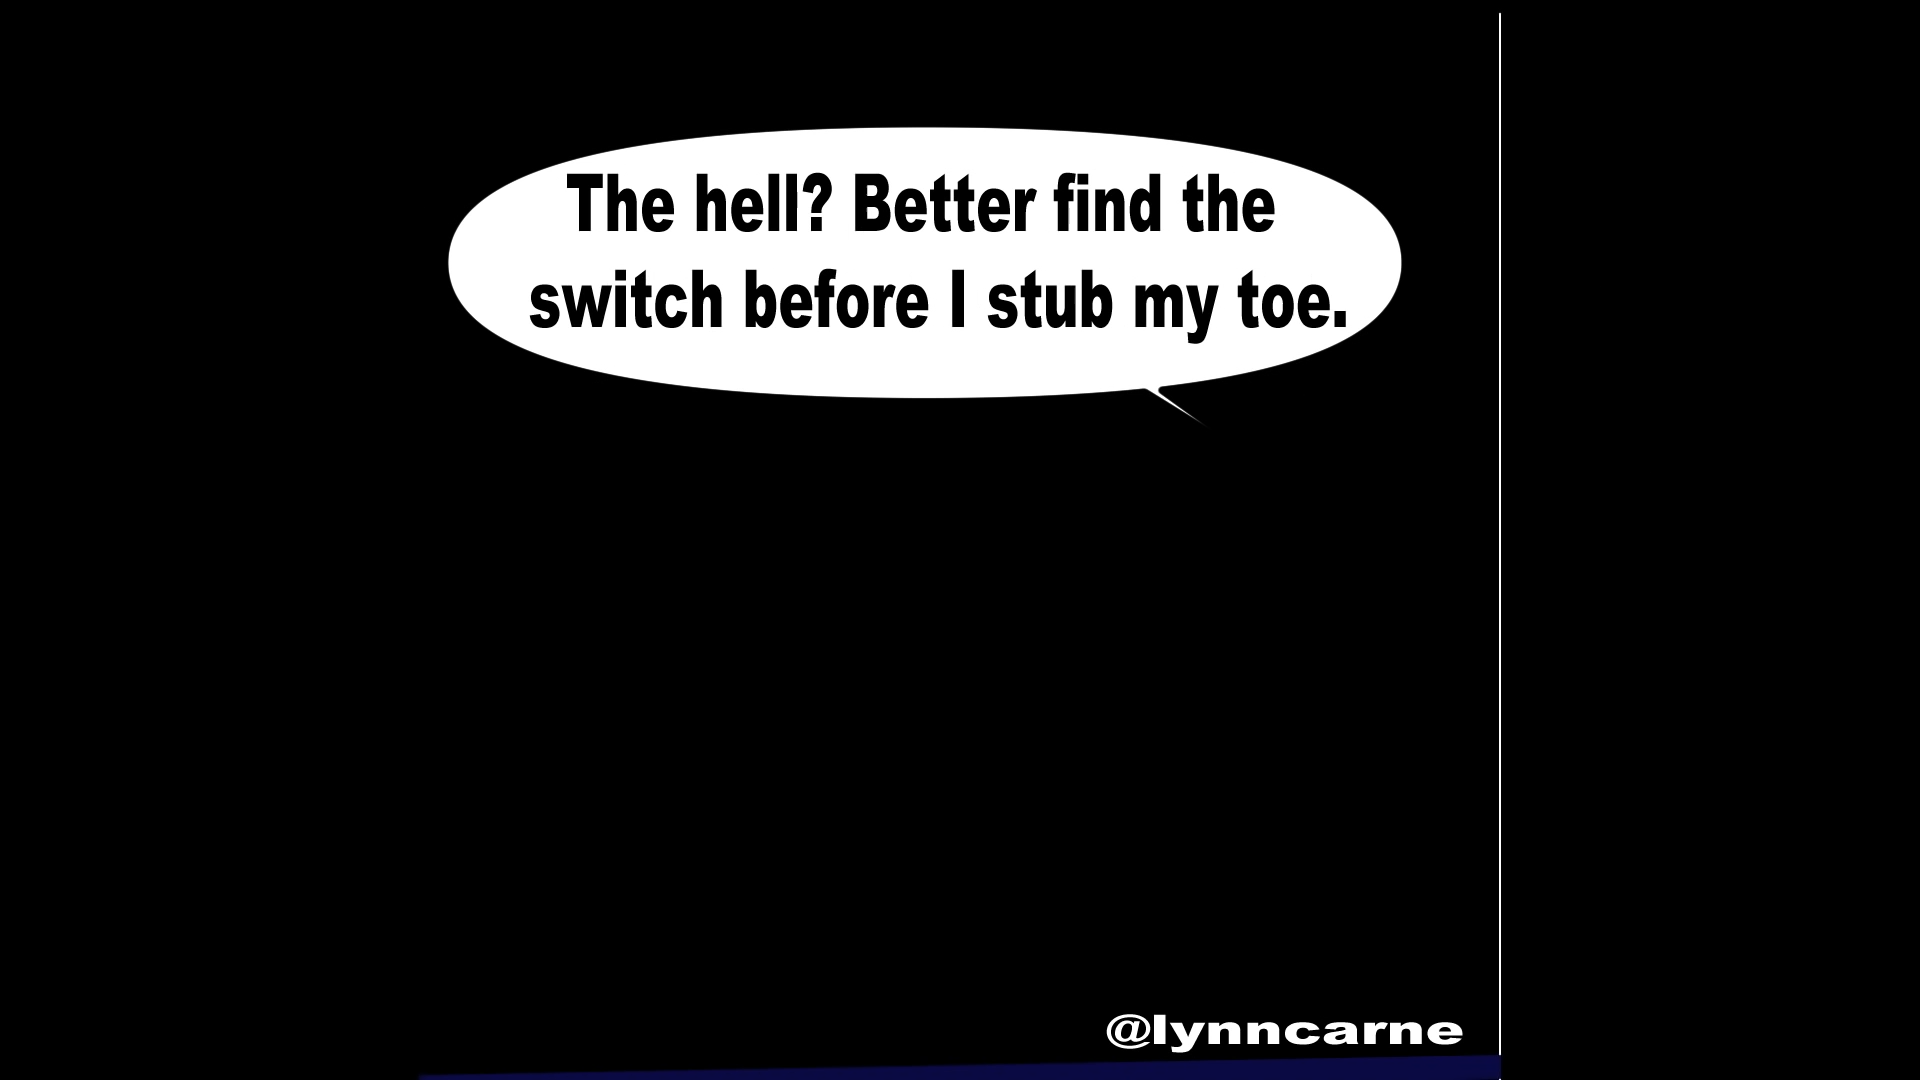 The hell? Better find the
switch before I stub my toe.
@lynncarne